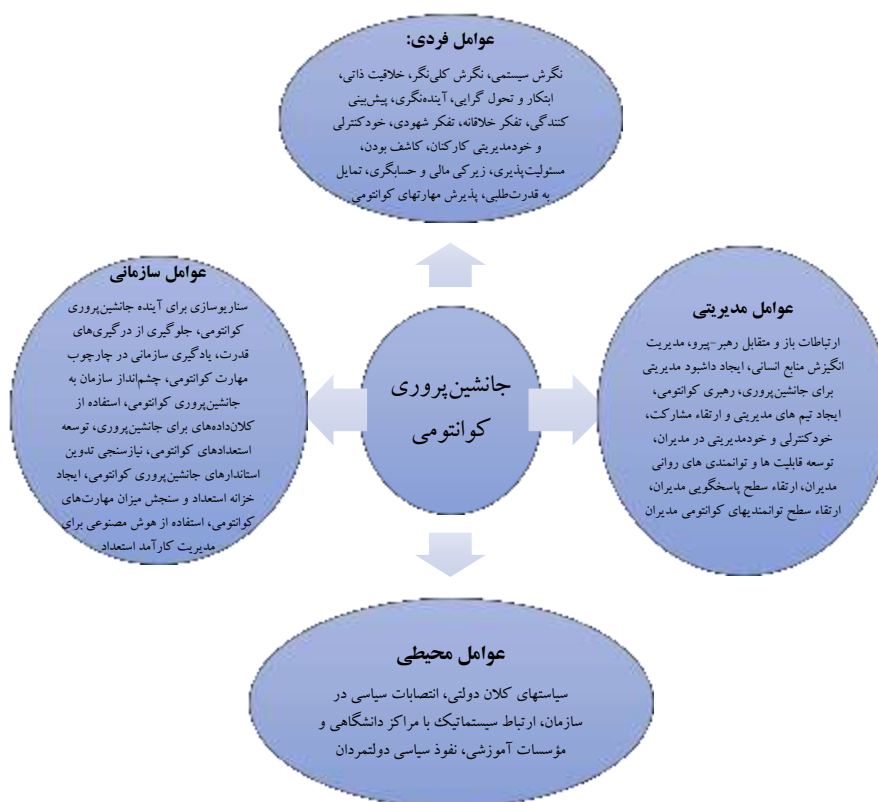 عوامل فردی:
نگرش سیستمی، نگرش کلی‌نگر، خلاقیت ذاتی،
ابتکار و تحول گرایی، آینده‌نگری، پیش‌بینی
کنندگی، تفکر خلاقانه، تفکر شهودی، خودکنترلی
و خودمدیریتی کارکنان، کاشف بودن،
مسئولیت‌پذیری، زیرکی مالی و حسابگری، تمایل
به قدرت‌طلبی، پذیرش مهارتهای کوانتومی
عوامل مدیریتی
ارتباطات باز و متقابل رهبر-پیرو، مدیریت
انگیزش منابع انسانی، ایجاد داشبود مدیریتی
برای جانشین‌پروری، رهبری کوانتومی،
ایجاد تیم های مدیریتی و ارتقاء مشارکت،
خودکنترلی و خودمدیریتی در مدیران،
توسعه قابلیت ها و توانمندی های روانی
مدیران، ارتقاء سطح پاسخگویی مدیران،
ارتقاء سطح توانمندیهای کوانتومی مدیران
جانشین‌پروری
کوانتومی
عوامل سازمانی
سناریوسازی برای آینده جانشین‌پروری
کوانتومی، جلوگیری از درگیری‌های
قدرت، یادگیری سازمانی در چارچوب
مهارت کوانتومی، چشم‌انداز سازمان به
جانشین‌پروری کوانتومی، استفاده از
کلان‌داده‌های برای جانشین‌پروری، توسعه
استعدادهای کوانتومی، نیازسنجی تدوین
استاندارهای جانشین‌پروری کوانتومی، ایجاد
خزانه استعداد و سنجش میزان مهارت‌های
کوانتومی، استفاده از هوش مصنوعی برای
مدیریت کارآمد استعداد
عوامل محیطی
سیاستهای کلان دولتی، انتصابات سیاسی در
سازمان، ارتباط سیستماتیک با مراکز دانشگاهی و
مؤسسات آموزشی، نفوذ سیاسی دولتمردان